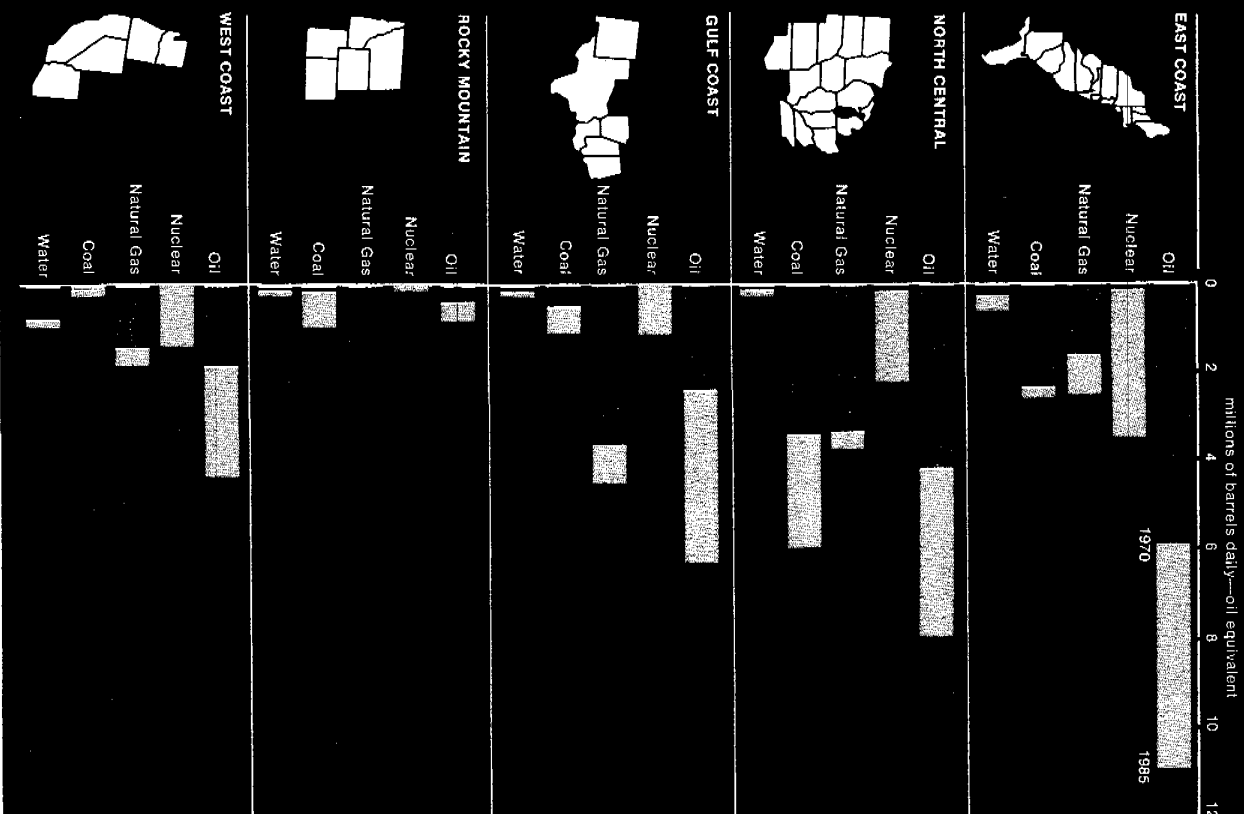 millions of barrels daily—oil equivalent
0 2 4 6 8 10 12
EAST COAST
Oil
1970 1985
Nuclear
Natural Gas
Coal
Water
NORTH CENTRAL
Oil
Nuclear
Natural Gas
Coal
Water
GULF COAST
Oil
Nuclear
Natural Gas
Coal
Water
ROCKY MOUNTAIN
Oil
Nuclear
Natural Gas
Coal
Water
WEST COAST
Oil
Nuclear
Natural Gas
Coal
Water